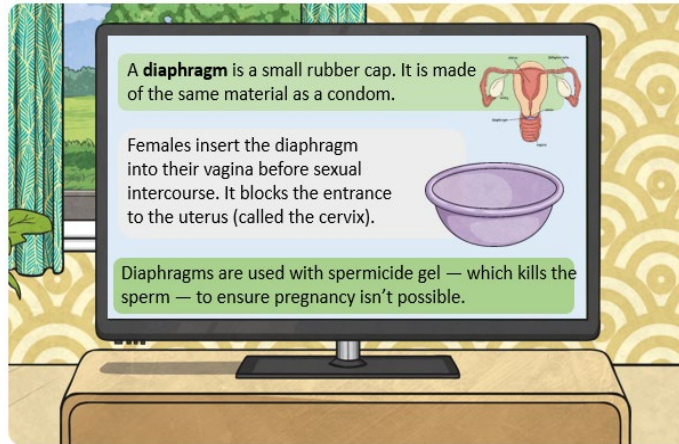 A diaphragm is a small rubber cap. It is made
of the same material as a condom.
Females insert the diaphragm
into their vagina before sexual
intercourse. It blocks the entrance
to the uterus (called the cervix).
Diaphragms are used with spermicide gel — which kills the
sperm — to ensure pregnancy isn’t possible.